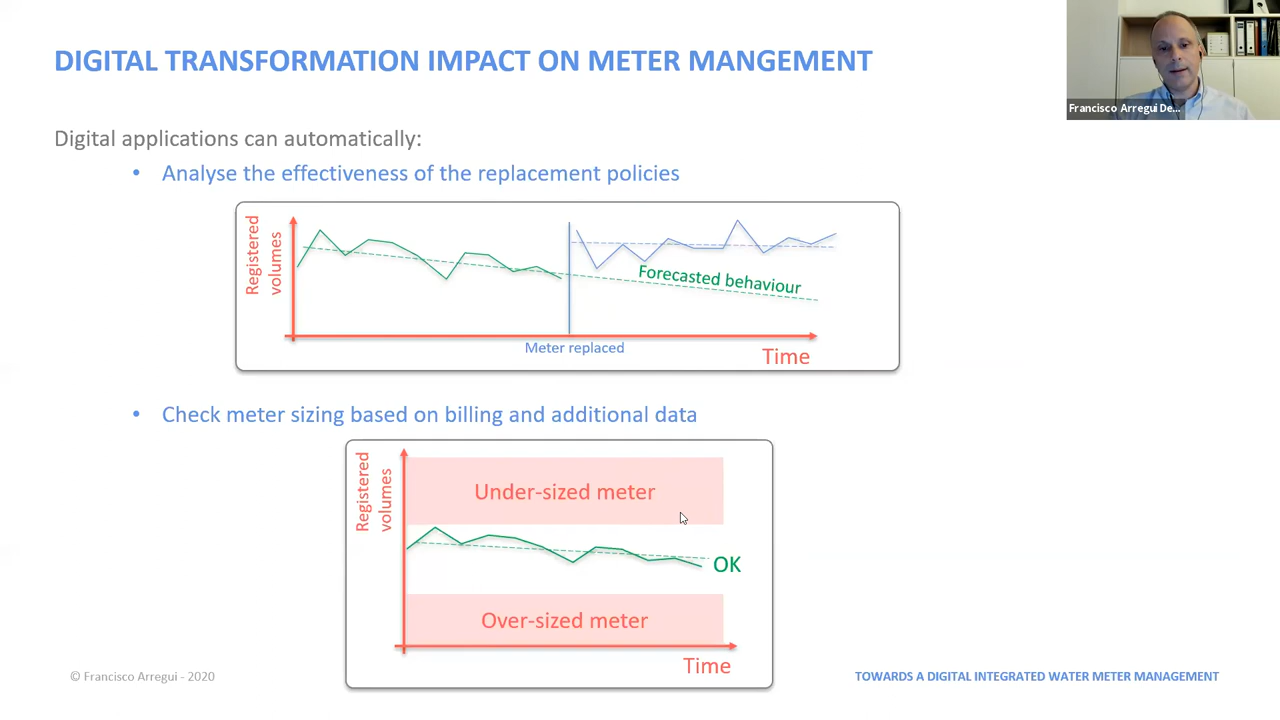 DIGITAL TRANSFORMATION IMPACT ON METER MANGEMENT
Francisco Arregui De...
Digital applications can automatically:
• Analyse the effectiveness of the replacement policies
Registered
volumes
Forecasted behaviour
Meter replaced
Time
• Check meter sizing based on billing and additional data
Registered
volumes
Under-sized meter
OK
Over-sized meter
Time
© Francisco Arregui - 2020
TOWARDS A DIGITAL INTEGRATED WATER METER MANAGEMENT